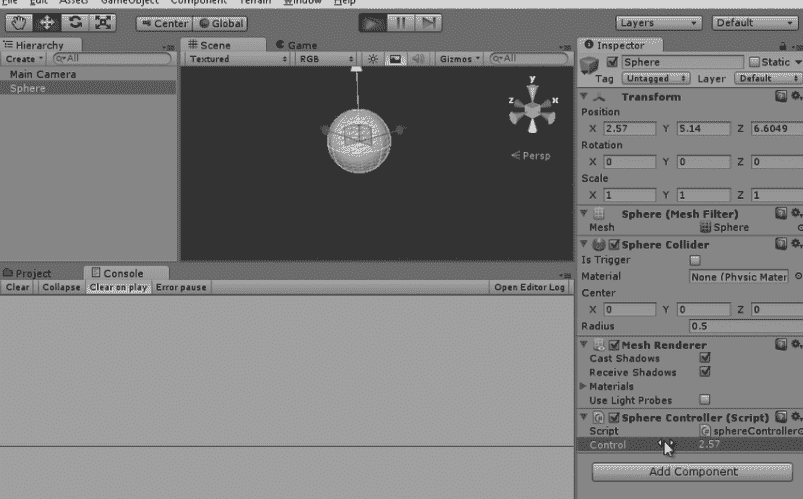 File Edit Assets GameObject Component Terrain Window Help
Center Global Layers Default
Hierarchy
Create All
Main Camera
Sphere
Scene Game
Textured RGB Gizmos All
y
z x
Persp
Project Console
Clear Collapse Clear on play Error pause Open Editor Log
Inspector
Sphere Static
Tag Untagged Layer Default
Transform
Position
X 2.57 Y 5.14 Z 6.6049
Rotation
X 0 Y 0 Z 0
Scale
X 1 Y 1 Z 1
Sphere (Mesh Filter)
Mesh Sphere
Sphere Collider
Is Trigger
Material None (Physic Mater
Center
X 0 Y 0 Z 0
Radius 0.5
Mesh Renderer
Cast Shadows
Receive Shadows
Materials
Use Light Probes
Sphere Controller (Script)
Script sphereController
Control 2.57
Add Component